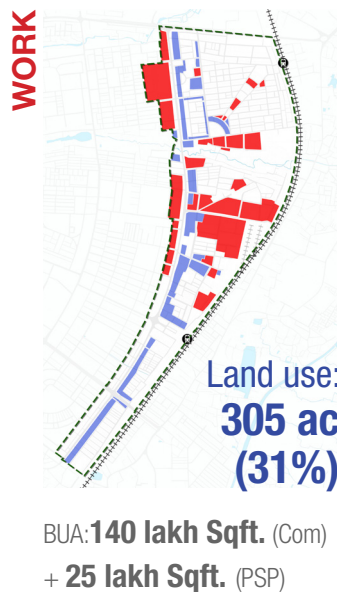 WORK
Land use:
305 ac
(31%)
BUA:140 lakh Sqft. (Com)
+ 25 lakh Sqft. (PSP)